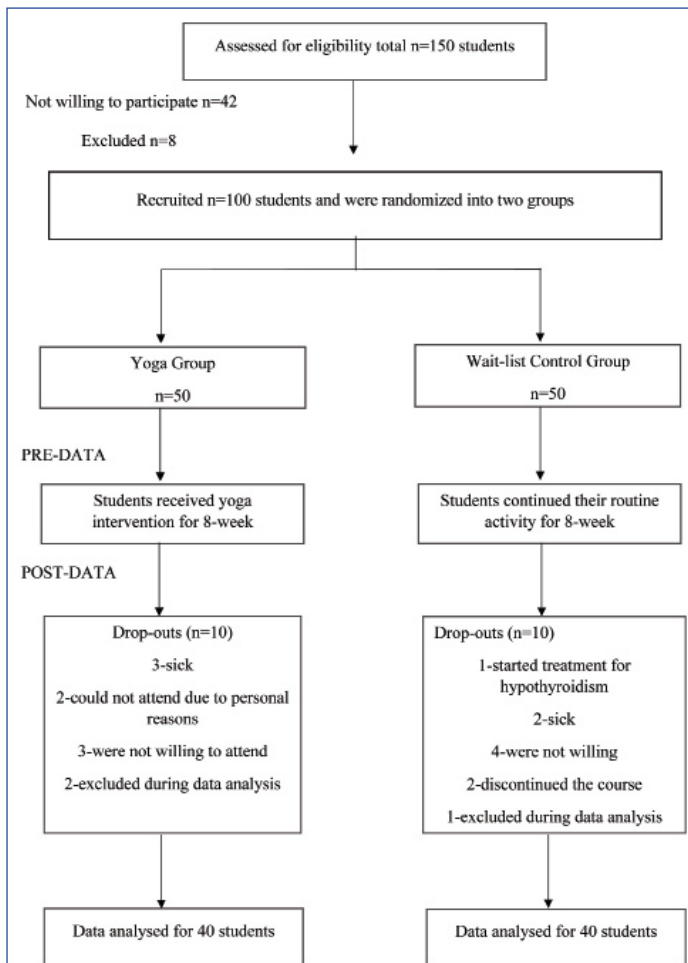 Assessed for eligibility total n=150 students
Not willing to participate n=42
Excluded n=8
Recruited n=100 students and were randomized into two groups
Yoga Group
n=50
Wait-list Control Group
n=50
PRE-DATA
Students received yoga
intervention for 8-week
Students continued their routine
activity for 8-week
POST-DATA
Drop-outs (n=10)
3-sick
2-could not attend due to personal
reasons
3-were not willing to attend
2-excluded during data analysis
Drop-outs (n=10)
1-started treatment for
hypothyroidism
2-sick
4-were not willing
2-discontinued the course
1-excluded during data analysis
Data analysed for 40 students
Data analysed for 40 students